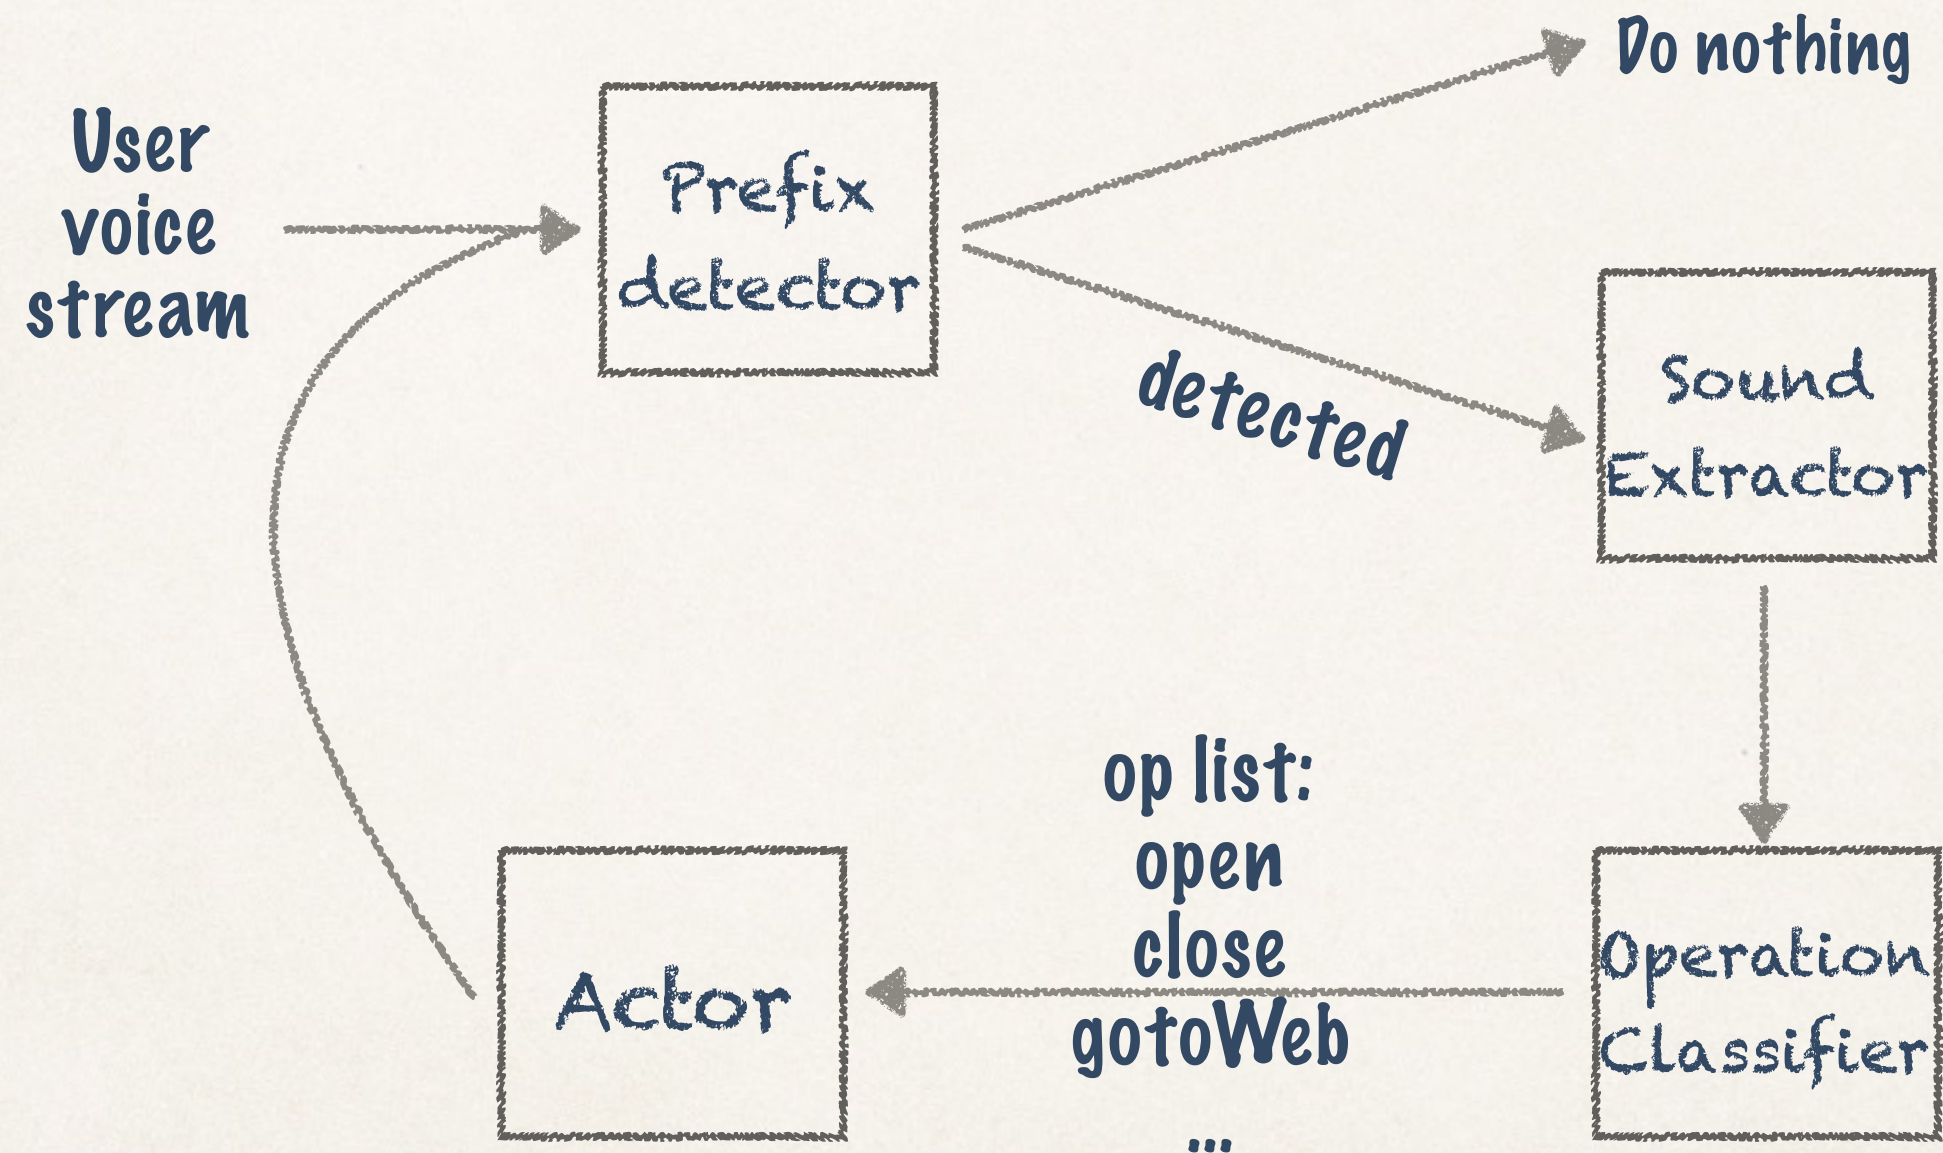 Do nothing
User
voice
stream
Prefix
detector
detected
Sound
Extractor
op list:
open
close
gotoWeb
...
Actor
Operation
Classifier